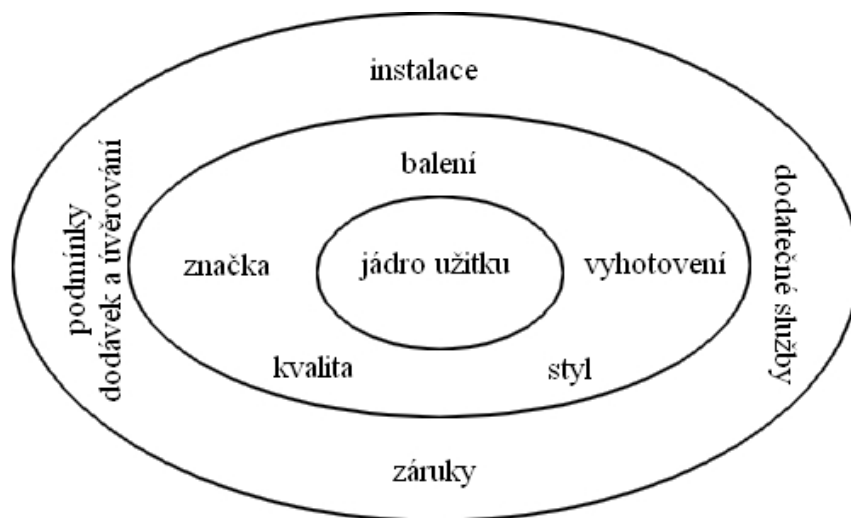 instalace
balení
podmínky
dodávek a úvěrování
dodatečné služby
značka
jádro užitku
vyhotovení
kvalita
styl
záruky